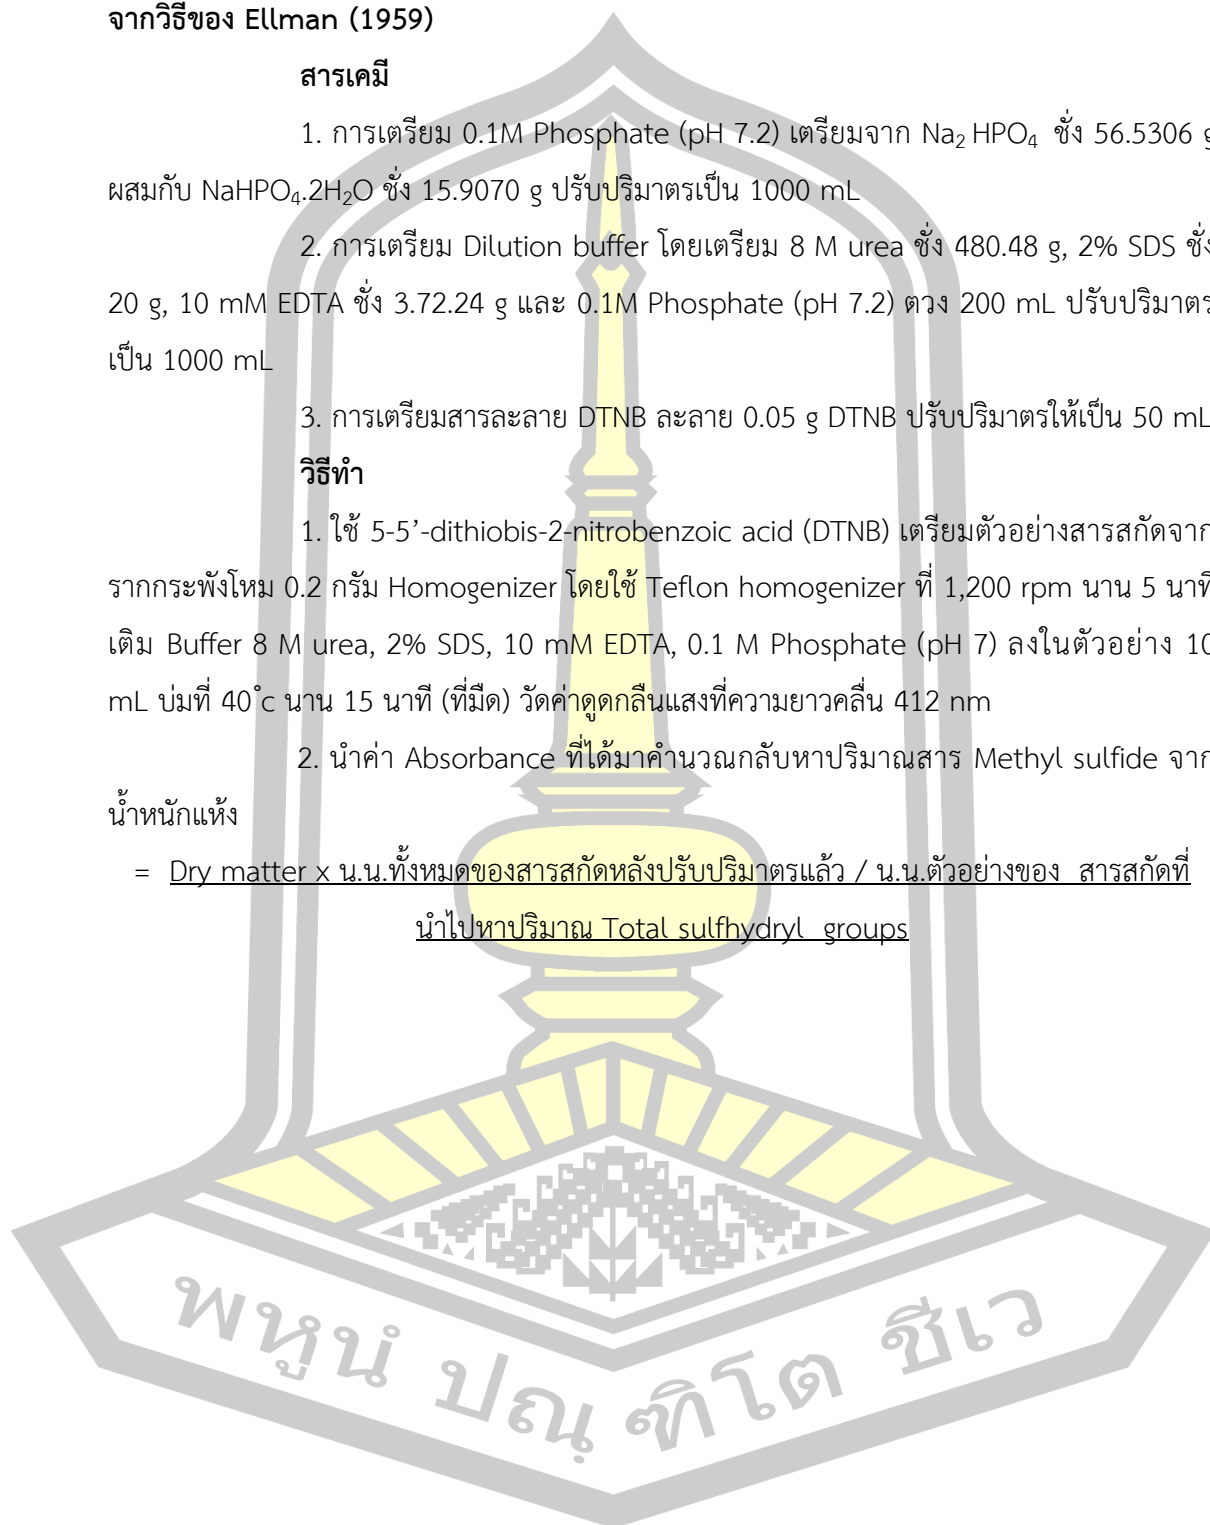 จากวิธีของ Ellman (1959)
สารเคมี
1. การเตรียม 0.1M Phosphate (pH 7.2) เตรียมจาก Na₂ HPO₄ ชั่ง 56.5306 g
ผสมกับ NaHPO₄.2H₂O ชั่ง 15.9070 g ปรับปริมาตรเป็น 1000 mL
2. การเตรียม Dilution buffer โดยเตรียม 8 M urea ชั่ง 480.48 g, 2% SDS ชั่ง
20 g, 10 mM EDTA ชั่ง 3.72.24 g และ 0.1M Phosphate (pH 7.2) ตวง 200 mL ปรับปริมาตร
เป็น 1000 mL
3. การเตรียมสารละลาย DTNB ละลาย 0.05 g DTNB ปรับปริมาตรให้เป็น 50 mL
วิธีทำ
1. ใช้ 5-5’-dithiobis-2-nitrobenzoic acid (DTNB) เตรียมตัวอย่างสารสกัดจาก
รากกระพังโหม 0.2 กรัม Homogenizer โดยใช้ Teflon homogenizer ที่ 1,200 rpm นาน 5 นาที
เติม Buffer 8 M urea, 2% SDS, 10 mM EDTA, 0.1 M Phosphate (pH 7) ลงในตัวอย่าง 10
mL บ่มที่ 40 ํc นาน 15 นาที (ที่มืด) วัดค่าดูดกลืนแสงที่ความยาวคลื่น 412 nm
2. นำค่า Absorbance ที่ได้มาคำนวณกลับหาปริมาณสาร Methyl sulfide จาก
น้ำหนักแห้ง
= Dry matter x น.น.ทั้งหมดของสารสกัดหลังปรับปริมาตรแล้ว / น.น.ตัวอย่างของ สารสกัดที่
นำไปหาปริมาณ Total sulfhydryl groups
พหูนํ ปณฺฑิโต ชีเว